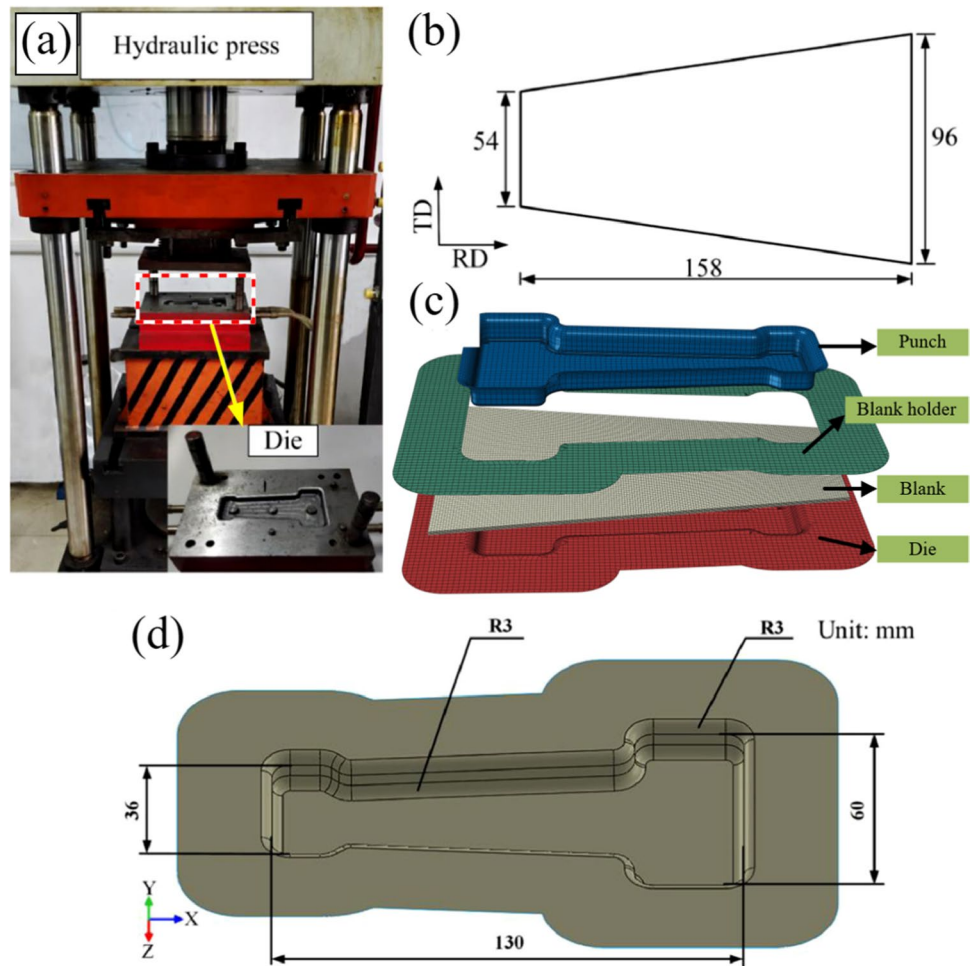 (a)
Hydraulic press
Die
(b)
54
96
TD
RD
158
(c)
Punch
Blank holder
Blank
Die
(d)
R3
R3
Unit: mm
36
60
130
Y
X
Z